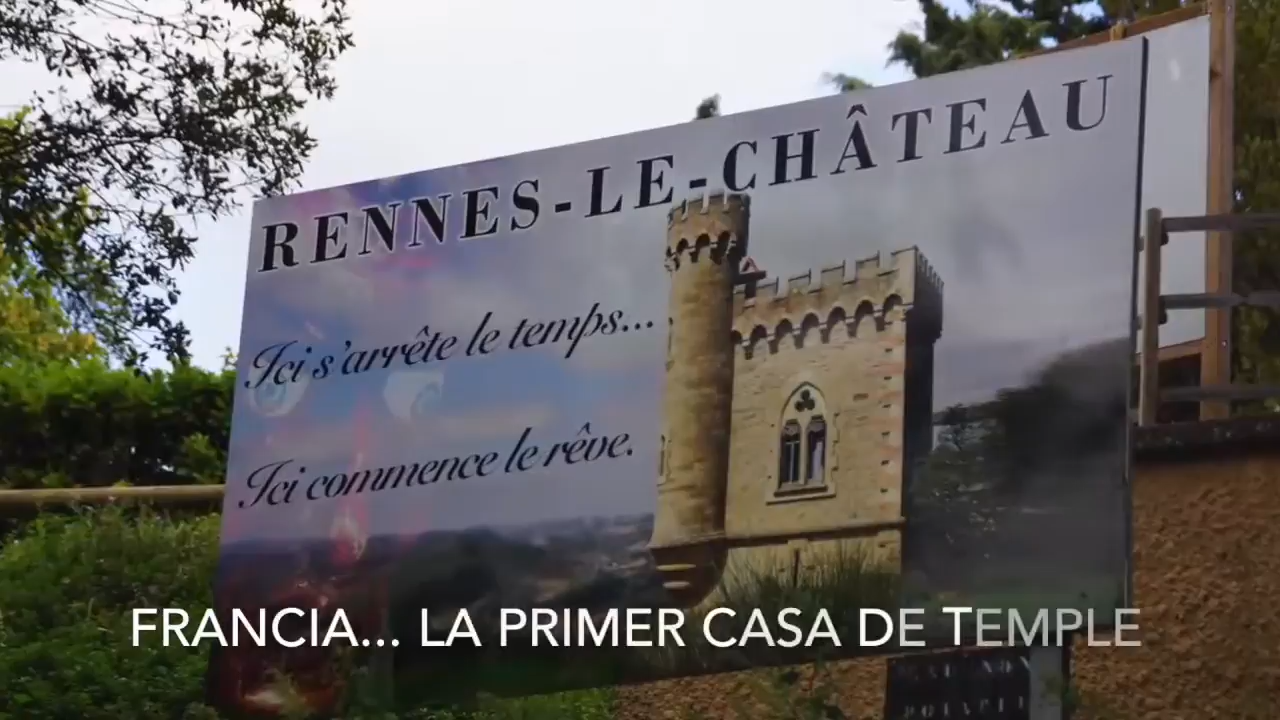 RENNES-LE-CHÂTEAU
Ici s'arrête le temps...
Ici commence le rêve.
FRANCIA... LA PRIMER CASA DE TEMPLE